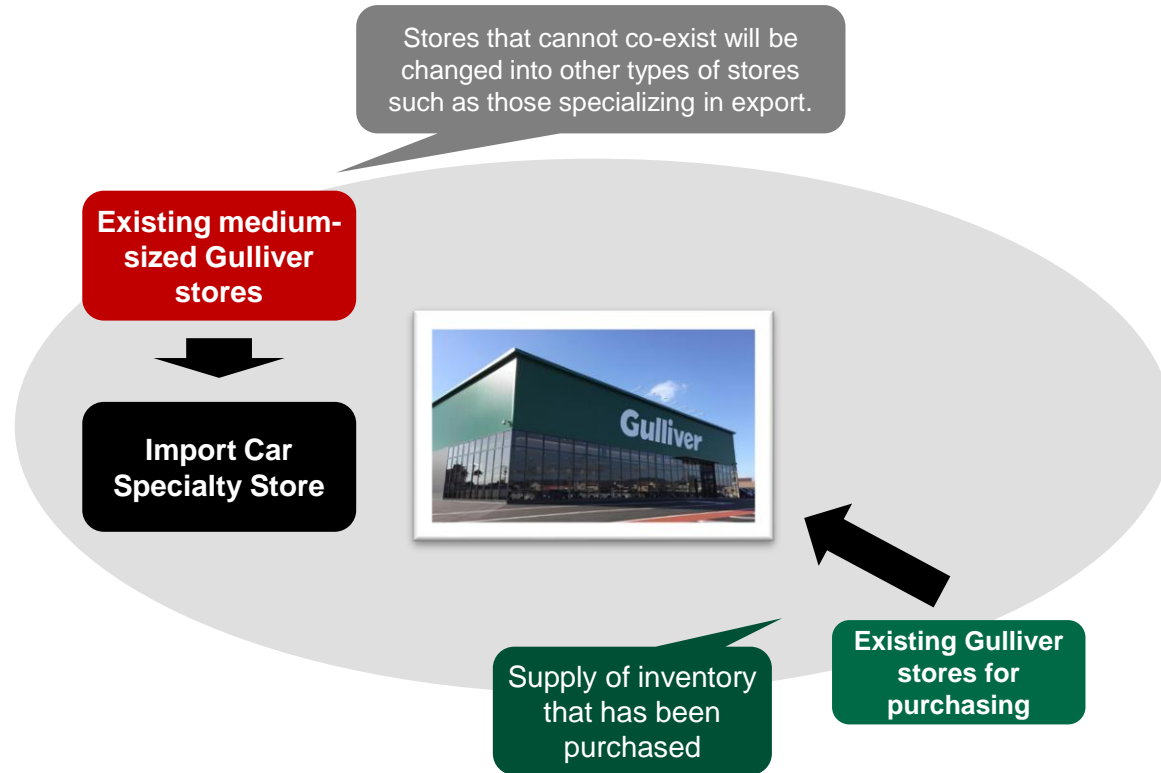 Stores that cannot co-exist will be
changed into other types of stores
such as those specializing in export.
Existing medium-
sized Gulliver
stores
Import Car
Specialty Store
Gulliver
Existing Gulliver
stores for
purchasing
Supply of inventory
that has been
purchased